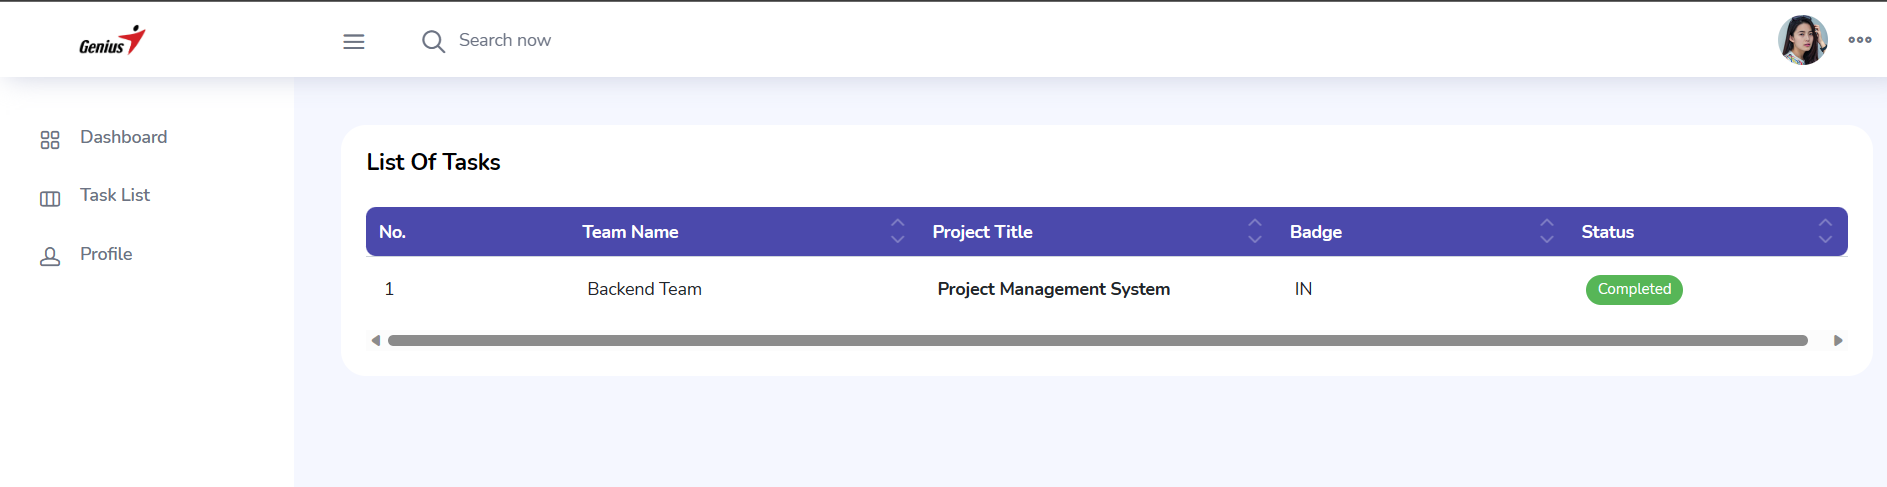 Genius
Search now
Dashboard
Task List
Profile
List Of Tasks
No. Team Name Project Title Badge Status
1 Backend Team Project Management System IN Completed